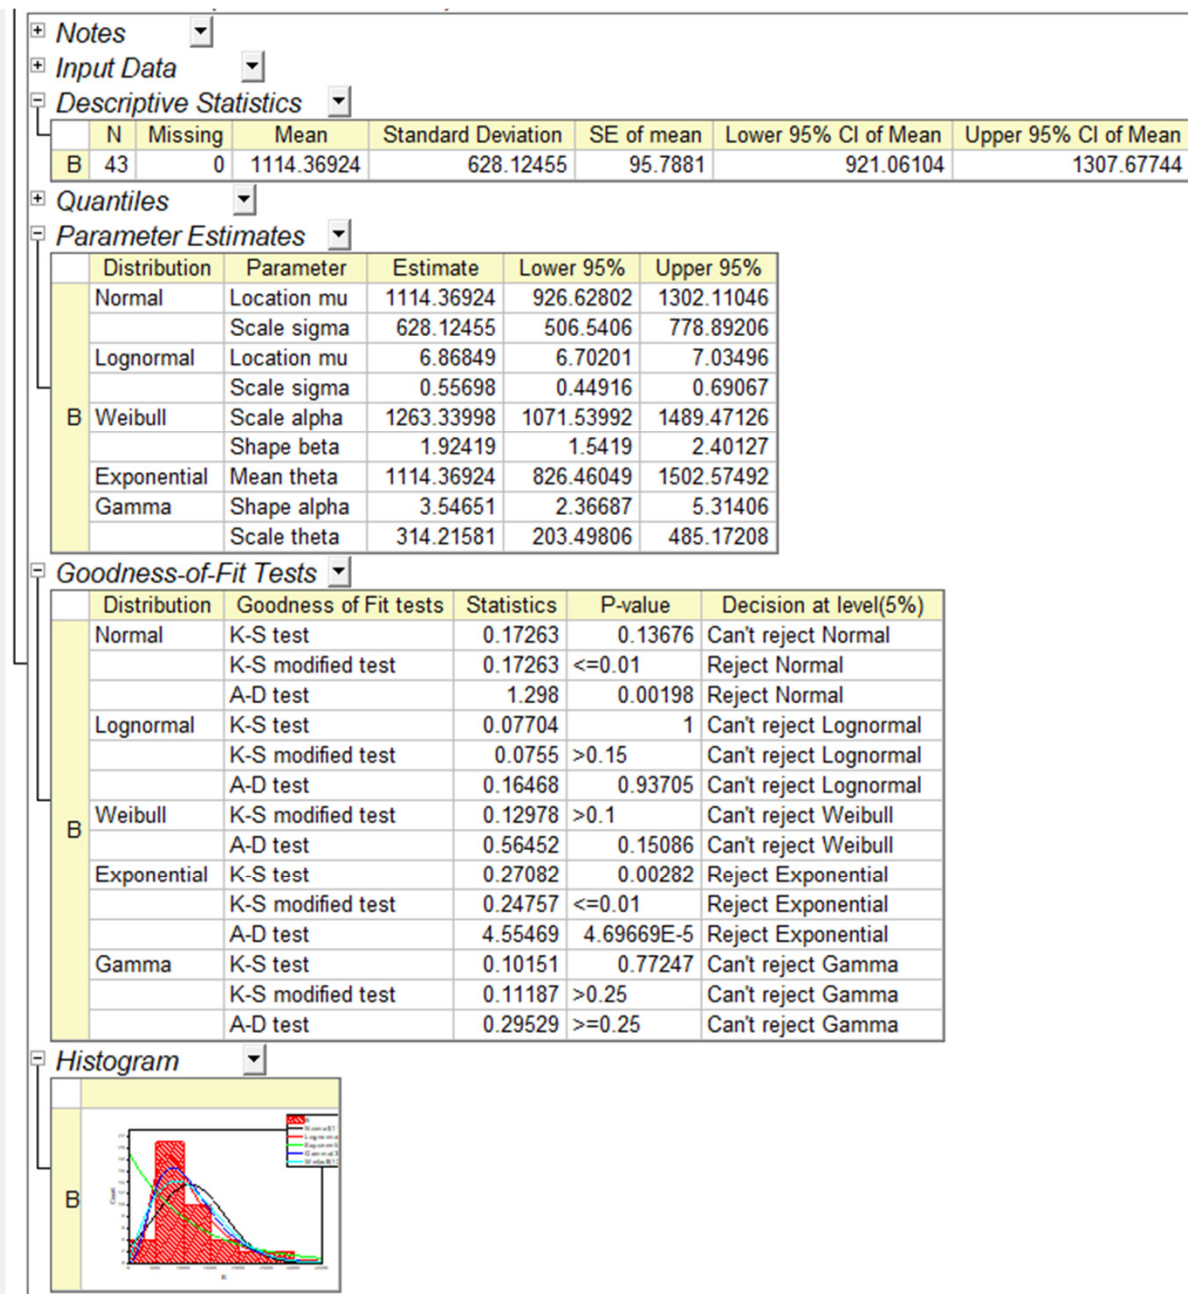 Notes
Input Data
Descriptive Statistics
N Missing Mean Standard Deviation SE of mean Lower 95% CI of Mean Upper 95% CI of Mean
B 43 0 1114.36924 628.12455 95.7881 921.06104 1307.67744
Quantiles
Parameter Estimates
Distribution Parameter Estimate Lower 95% Upper 95%
Normal Location mu 1114.36924 926.62802 1302.11046
Scale sigma 628.12455 506.5406 778.89206
Lognormal Location mu 6.86849 6.70201 7.03496
Scale sigma 0.55698 0.44916 0.69067
B Weibull Scale alpha 1263.33998 1071.53992 1489.47126
Shape beta 1.92419 1.5419 2.40127
Exponential Mean theta 1114.36924 826.46049 1502.57492
Gamma Shape alpha 3.54651 2.36687 5.31406
Scale theta 314.21581 203.49806 485.17208
Goodness-of-Fit Tests
Distribution Goodness of Fit tests Statistics P-value Decision at level(5%)
Normal K-S test 0.17263 0.13676 Can't reject Normal
K-S modified test 0.17263 <=0.01 Reject Normal
A-D test 1.298 0.00198 Reject Normal
Lognormal K-S test 0.07704 1 Can't reject Lognormal
K-S modified test 0.0755 >0.15 Can't reject Lognormal
A-D test 0.16468 0.93705 Can't reject Lognormal
Weibull K-S modified test 0.12978 >0.1 Can't reject Weibull
B A-D test 0.56452 0.15086 Can't reject Weibull
Exponential K-S test 0.27082 0.00282 Reject Exponential
K-S modified test 0.24757 <=0.01 Reject Exponential
A-D test 4.55469 4.69669E-5 Reject Exponential
Gamma K-S test 0.10151 0.77247 Can't reject Gamma
K-S modified test 0.11187 >0.25 Can't reject Gamma
A-D test 0.29529 >=0.25 Can't reject Gamma
Histogram
B